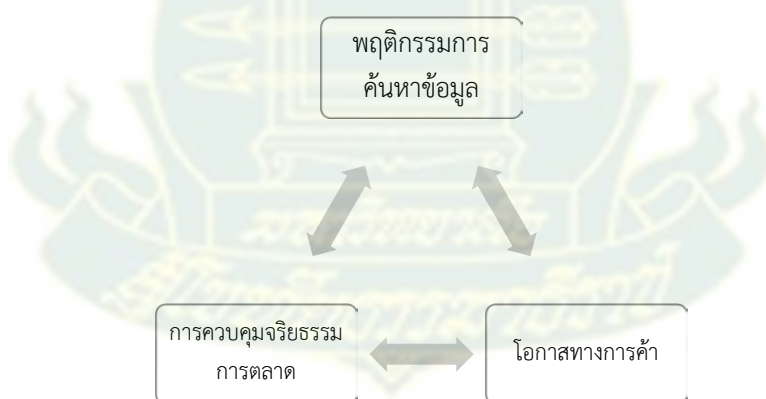 พฤติกรรมการ
ค้นหาข้อมูล
การควบคุมจริยธรรม
การตลาด
โอกาสทางการค้า